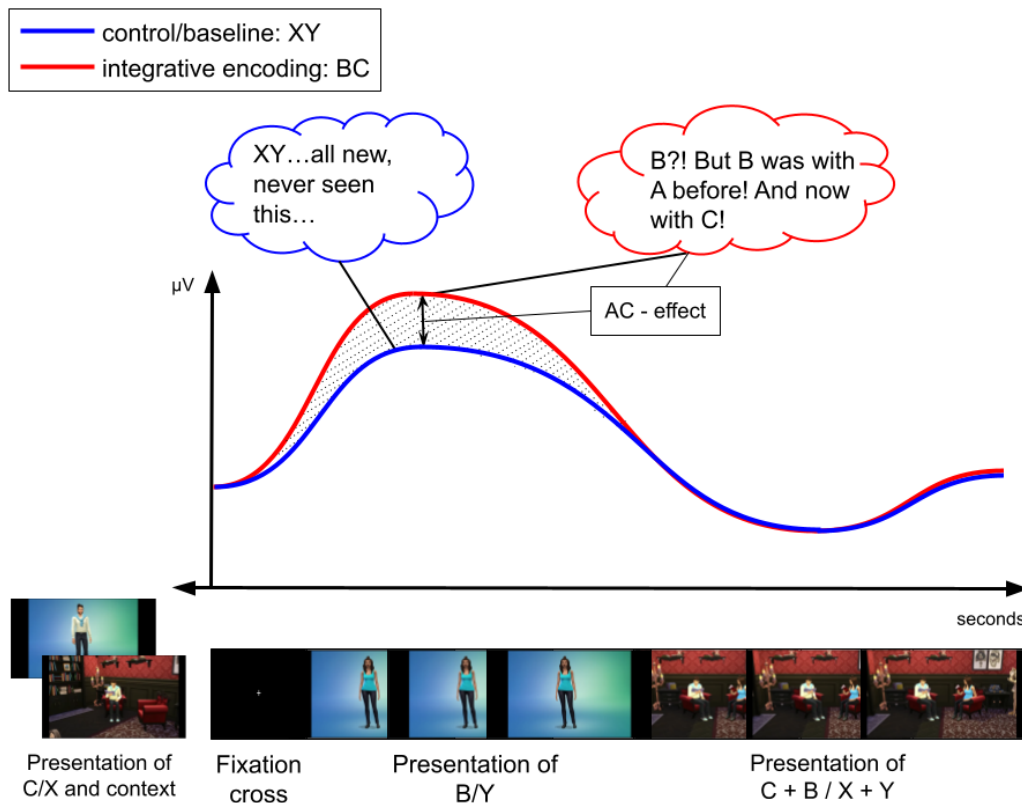 control/baseline: XY
integrative encoding: BC
XY…all new,
never seen
this…
B?! But B was with
A before! And now
with C!
µV
AC - effect
seconds
Presentation of
C/X and context
Fixation
cross
Presentation of
B/Y
Presentation of
C + B / X + Y